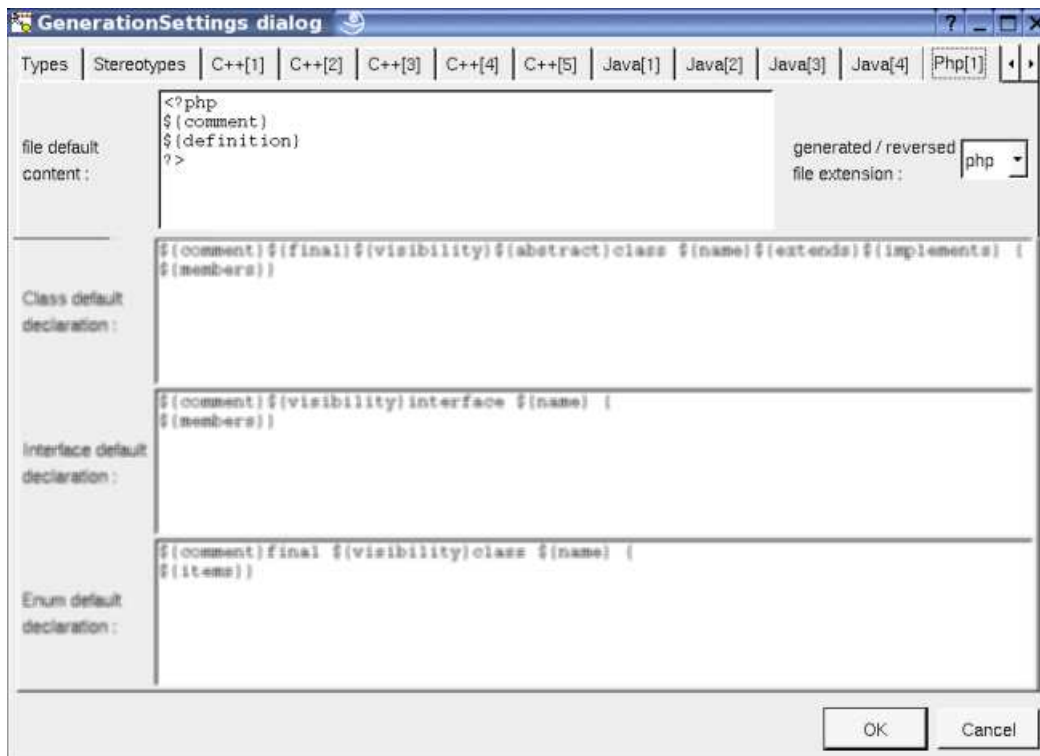 GenerationSettings dialog
Types Stereotypes C++[1] C++[2] C++[3] C++[4] C++[5] Java[1] Java[2] Java[3] Java[4] Php[1]
file default
content :
<?php
${comment}
${definition}
?>
generated / reversed
file extension :
php
Class default
declaration :
${comment}${final}${visibility}${abstract}class ${name}${extends}${implements} {
${members}}
Interface default
declaration :
${comment}${visibility}interface ${name} {
${members}}
Enum default
declaration :
${comment}final ${visibility}class ${name} {
${items}}
OK Cancel